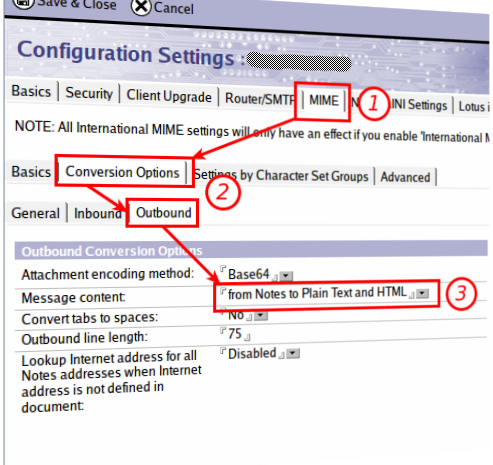 Save & Close Cancel
Configuration Settings :
Basics Security Client Upgrade Router/SMTP MIME INI Settings Lotus i
1
NOTE: All International MIME settings will only have an effect if you enable 'International M
Basics Conversion Options Settings by Character Set Groups Advanced
2
General Inbound Outbound
Outbound Conversion Options
Attachment encoding method: Base64
Message content: from Notes to Plain Text and HTML
3
Convert tabs to spaces: No
Outbound line length: 75
Lookup Internet address for all Disabled
Notes addresses when Internet
address is not defined in
document: